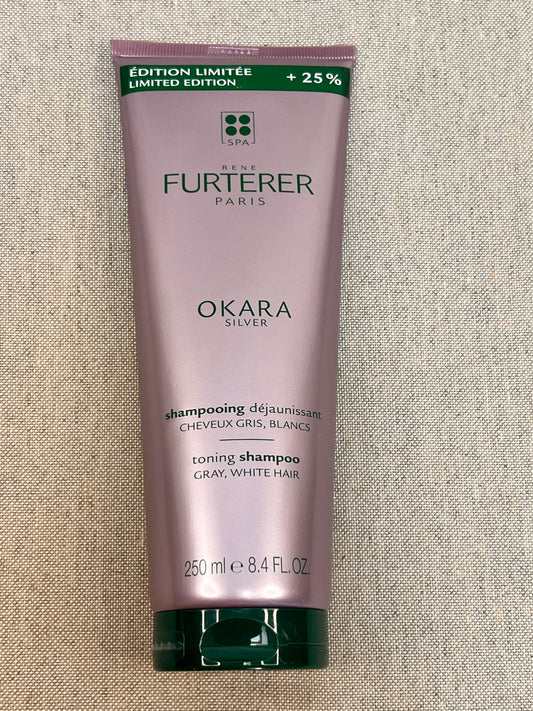 ÉDITION LIMITÉE
LIMITED EDITION
+ 25%
SPA
RENE
FURTERER
PARIS
OKARA
SILVER
shampooing déjaunissant
CHEVEUX GRIS, BLANCS
toning shampoo
GRAY, WHITE HAIR
250 ml e 8.4 FL.OZ.